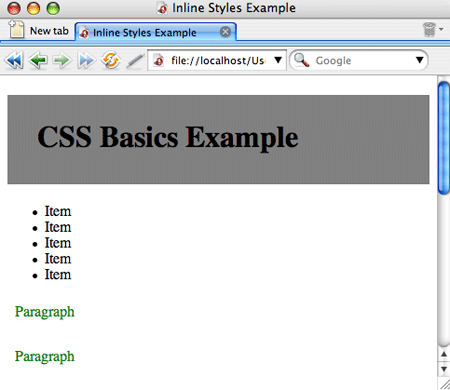 Inline Styles Example
New tab
Inline Styles Example
file://localhost/Us
Google
CSS Basics Example
Item
Item
Item
Item
Item
Paragraph
Paragraph